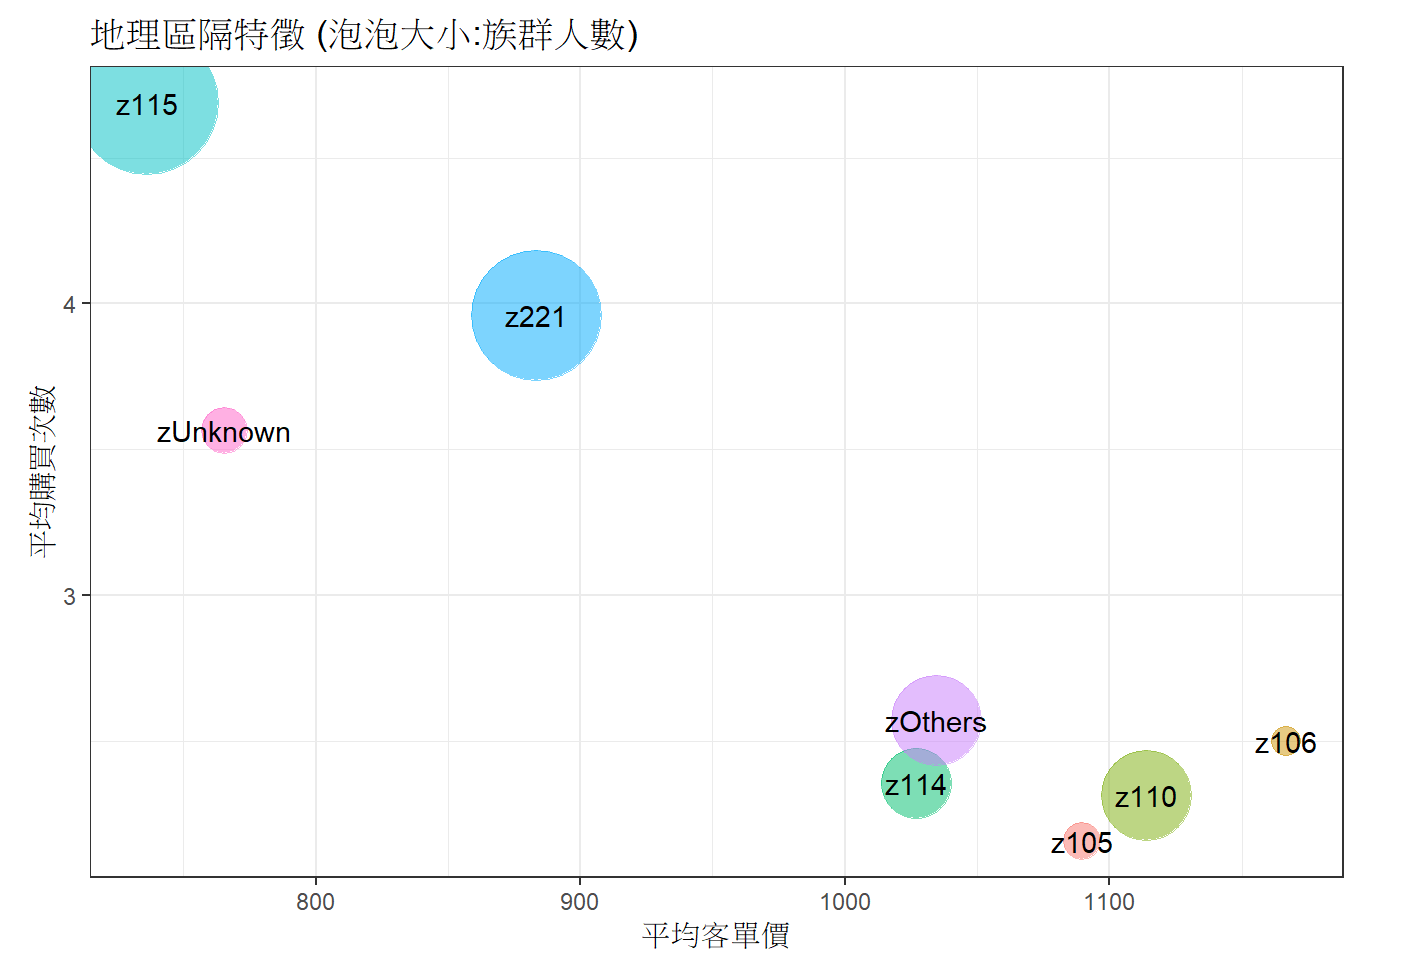 地理區隔特徵 (泡泡大小:族群人數)
z115
z221
zUnknown
zOthers
z114
z106
z110
z105
4
3
平均購買次數
800
900
1000
1100
平均客單價